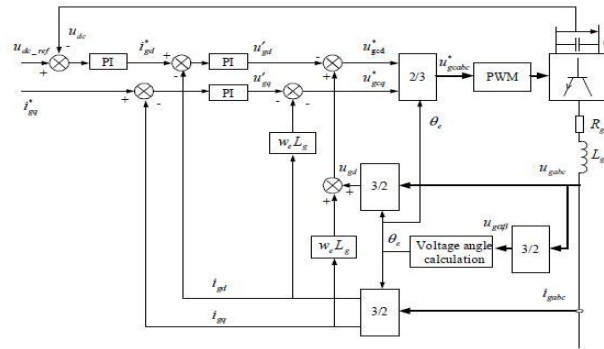 u_dc
u_dc_ref
i*_gd
u'_gd
u*_gcd
PI
PI
2/3
u*_gcabc
PWM
i*_gq
u'_gq
u*_gcq
PI
θ_e
R_g
L_g
w_e L_g
u_gd
3/2
u_gabc
u_gαβ
w_e L_g
θ_e
Voltage angle
calculation
3/2
i_gd
i_gq
3/2
i_gabc